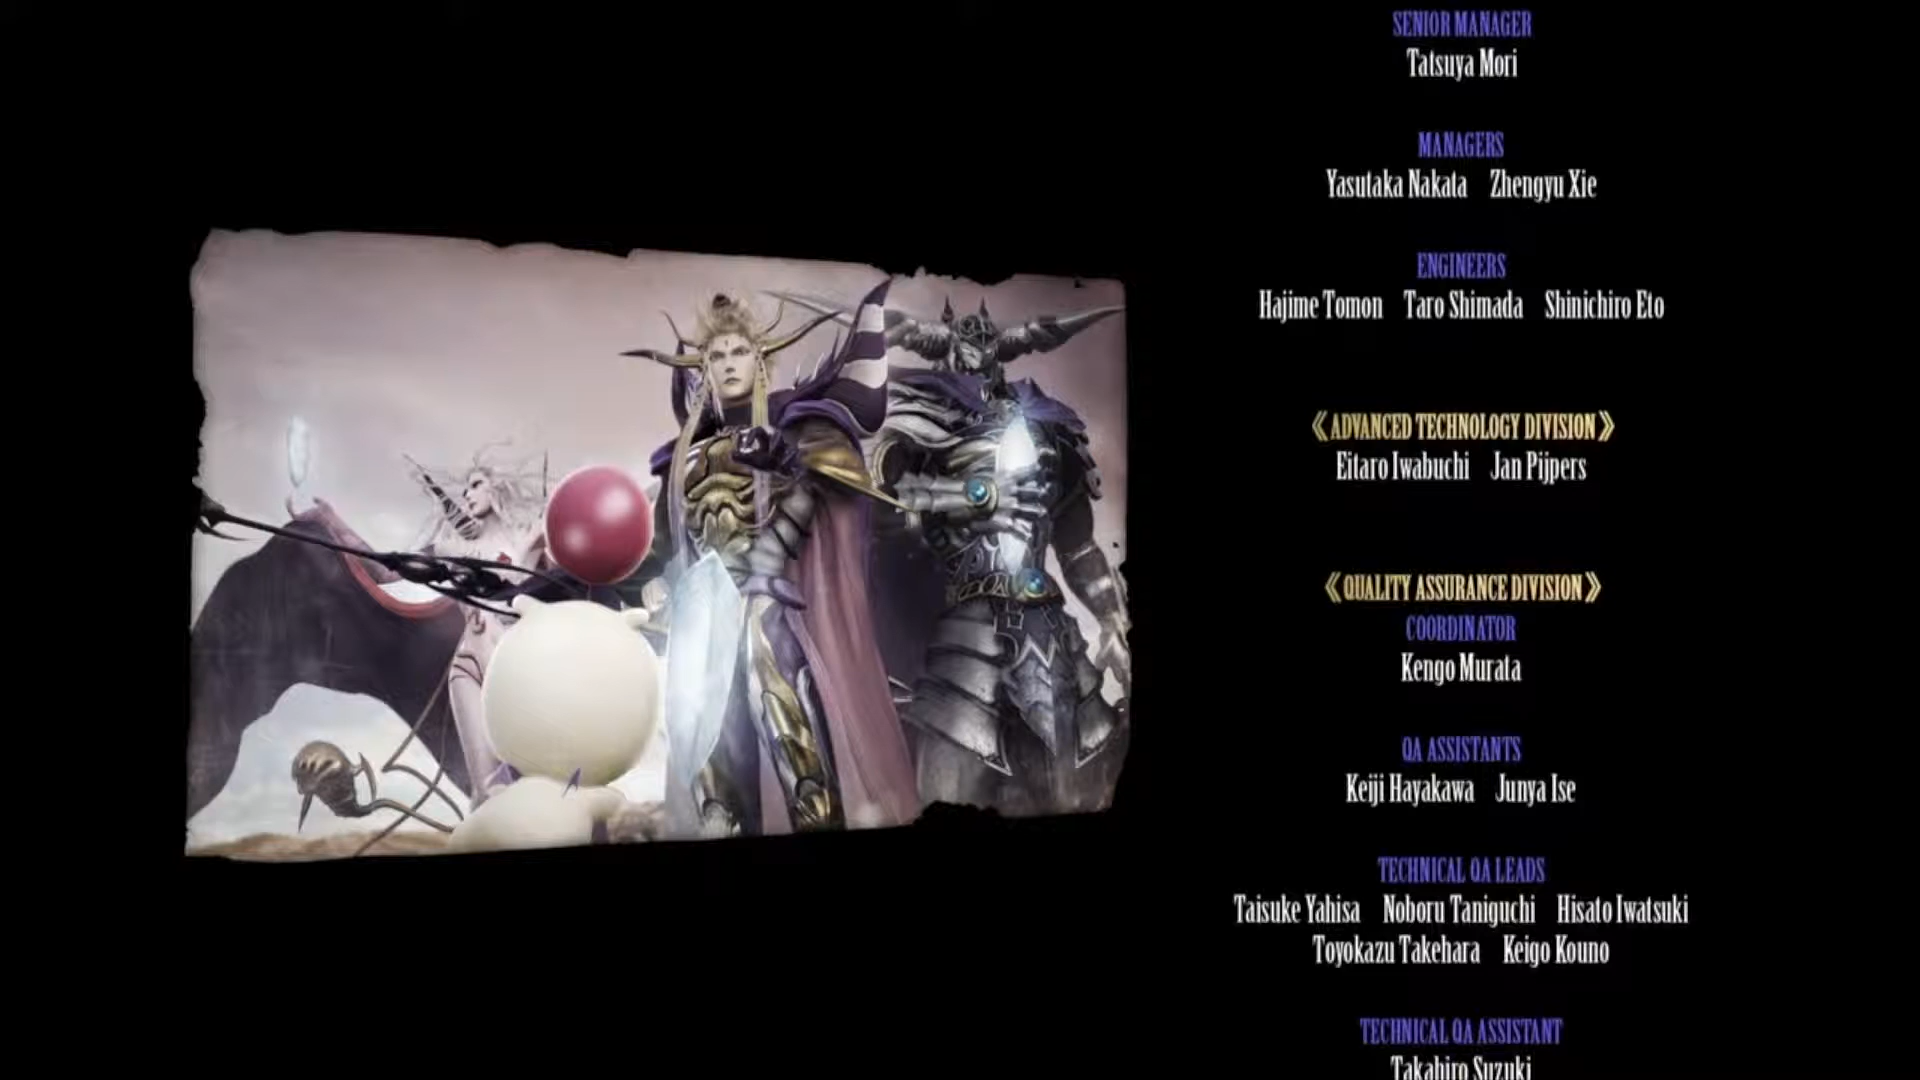 SENIOR MANAGER
Tatsuya Mori
MANAGERS
Yasutaka Nakata Zhengyu Xie
ENGINEERS
Hajime Tomon Taro Shimada Shinichiro Eto
《ADVANCED TECHNOLOGY DIVISION》
Eitaro Iwabuchi Jan Pijpers
《QUALITY ASSURANCE DIVISION》
COORDINATOR
Kengo Murata
QA ASSISTANTS
Keiji Hayakawa Junya Ise
TECHNICAL QA LEADS
Taisuke Yahisa Noboru Taniguchi Hisato Iwatsuki
Toyokazu Takehara Keigo Kouno
TECHNICAL QA ASSISTANT
Takahiro Suzuki